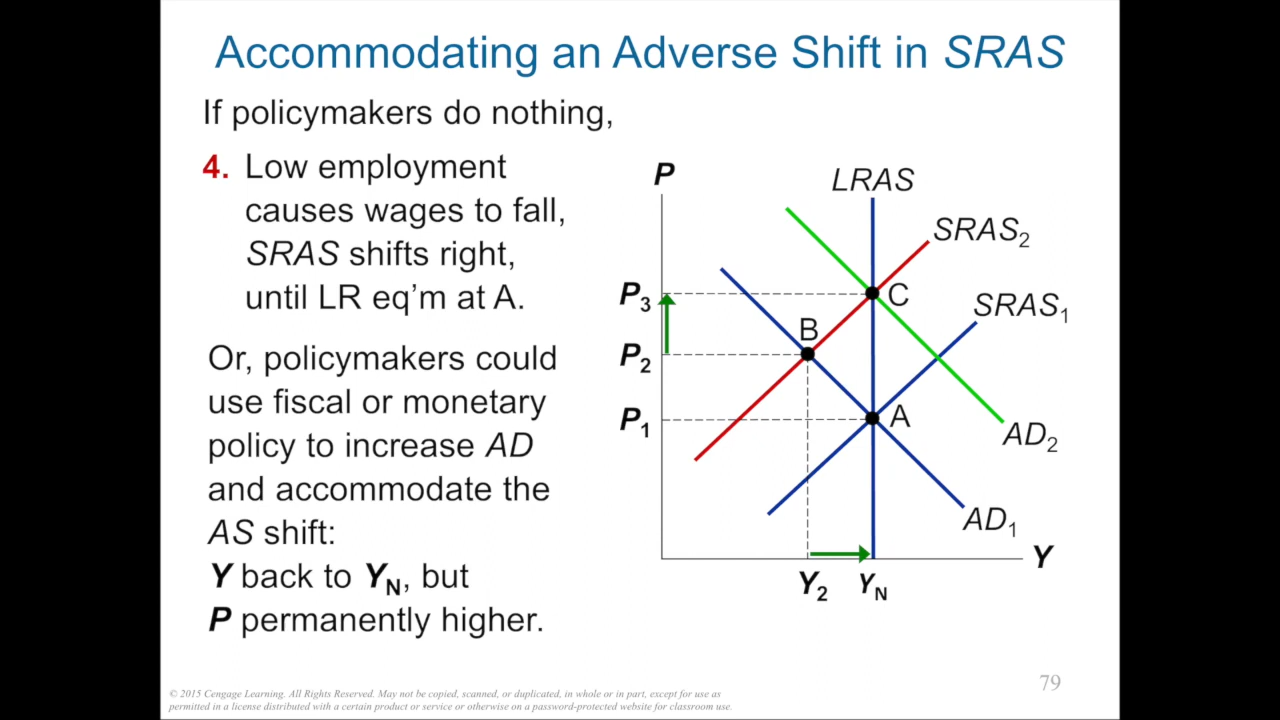 Accommodating an Adverse Shift in SRAS
If policymakers do nothing,
4. Low employment
causes wages to fall,
SRAS shifts right,
until LR eq’m at A.
Or, policymakers could
use fiscal or monetary
policy to increase AD
and accommodate the
AS shift:
Y back to YN, but
P permanently higher.
P
LRAS
SRAS2
P3
C
SRAS1
B
P2
P1
A
AD2
AD1
Y
Y2
YN
© 2015 Cengage Learning. All Rights Reserved. May not be copied, scanned, or duplicated, in whole or in part, except for use as
permitted in a license distributed with a certain product or service or otherwise on a password-protected website for classroom use.
79